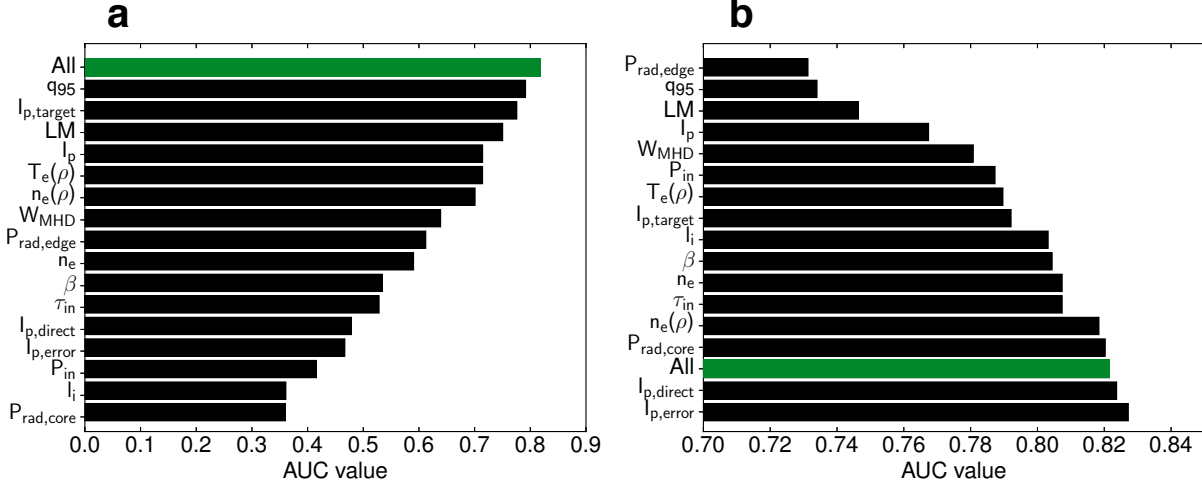 a
All
q95
Ip,target
LM
Ip
Te(ρ)
ne(ρ)
WMHD
Prad,edge
ne
β
τin
Ip,direct
Ip,error
Pin
li
Prad,core
0.0 0.1 0.2 0.3 0.4 0.5 0.6 0.7 0.8 0.9
AUC value
b
Prad,edge
q95
LM
Ip
WMHD
Pin
Te(ρ)
Ip,target
li
β
ne
τin
ne(ρ)
Prad,core
All
Ip,direct
Ip,error
0.70 0.72 0.74 0.76 0.78 0.80 0.82 0.84
AUC value